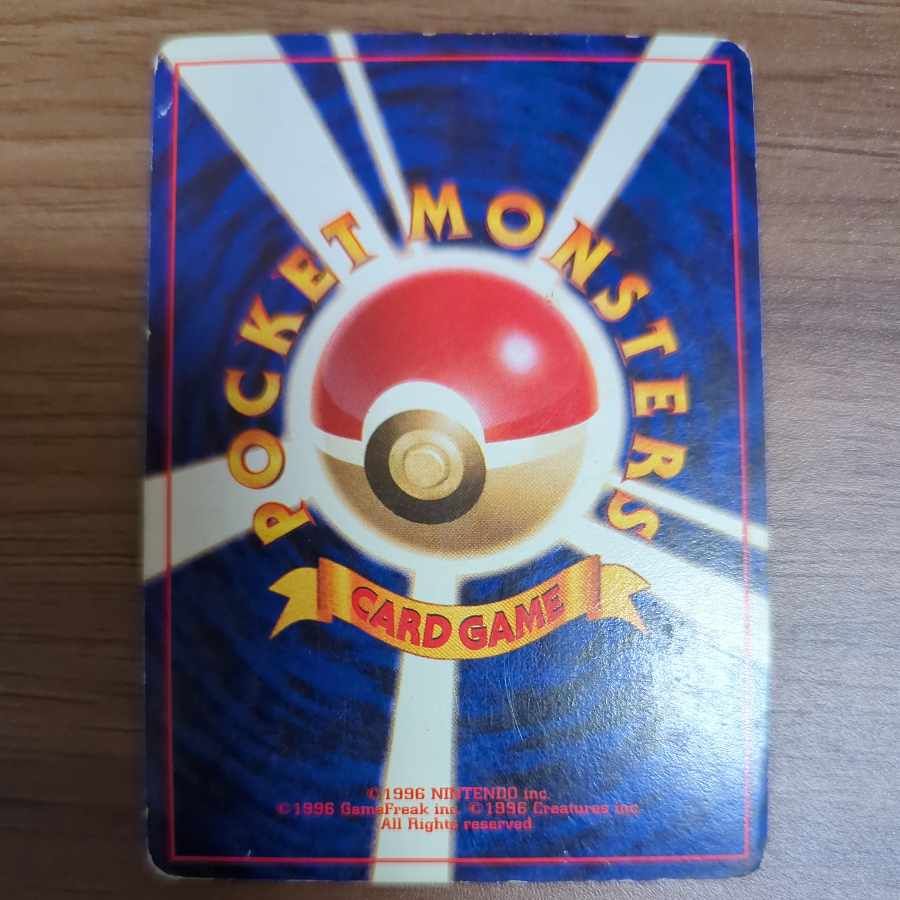 POCKET MONSTERS
CARD GAME
©1996 NINTENDO inc.
©1996 GameFreak inc. ©1996 Creatures inc.
All Rights reserved